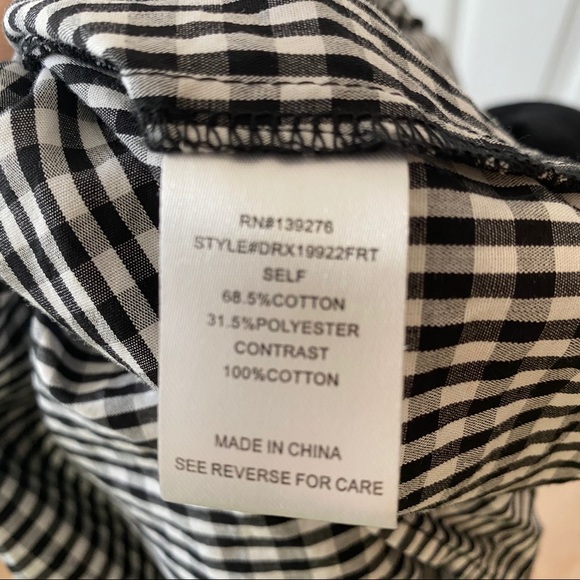 RN#139276
STYLE#DRX19922FRT
SELF
68.5%COTTON
31.5%POLYESTER
CONTRAST
100%COTTON
MADE IN CHINA
SEE REVERSE FOR CARE